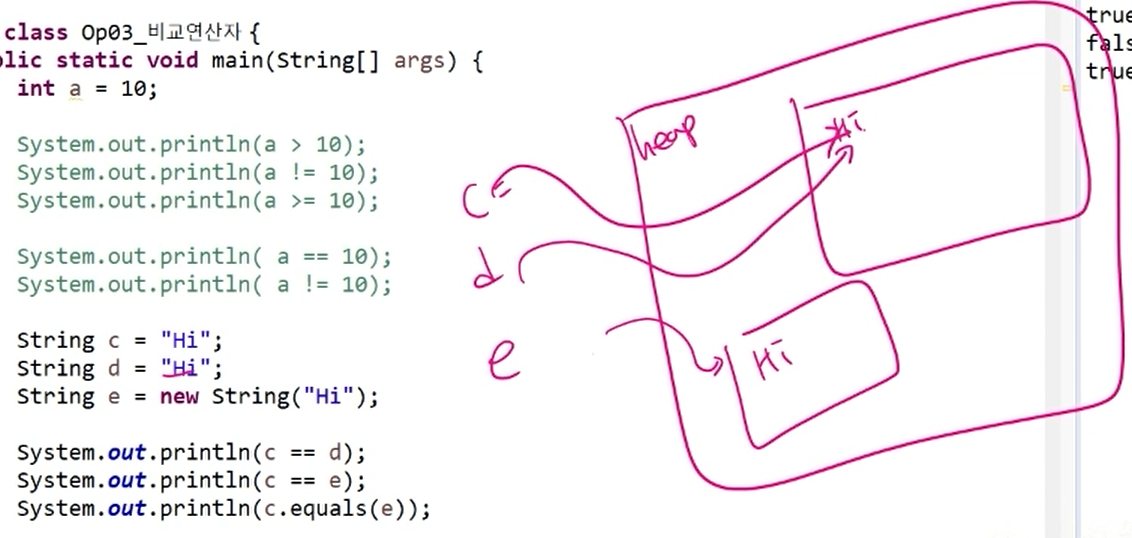 class Op03_비교연산자 {
blic static void main(String[] args) {
int a = 10;
System.out.println(a > 10);
System.out.println(a != 10);
System.out.println(a >= 10);
System.out.println( a == 10);
System.out.println( a != 10);
String c = "Hi";
String d = "Hi";
String e = new String("Hi");
System.out.println(c == d);
System.out.println(c == e);
System.out.println(c.equals(e));
heap
Hi
c
d
e
Hi
true
fals
true